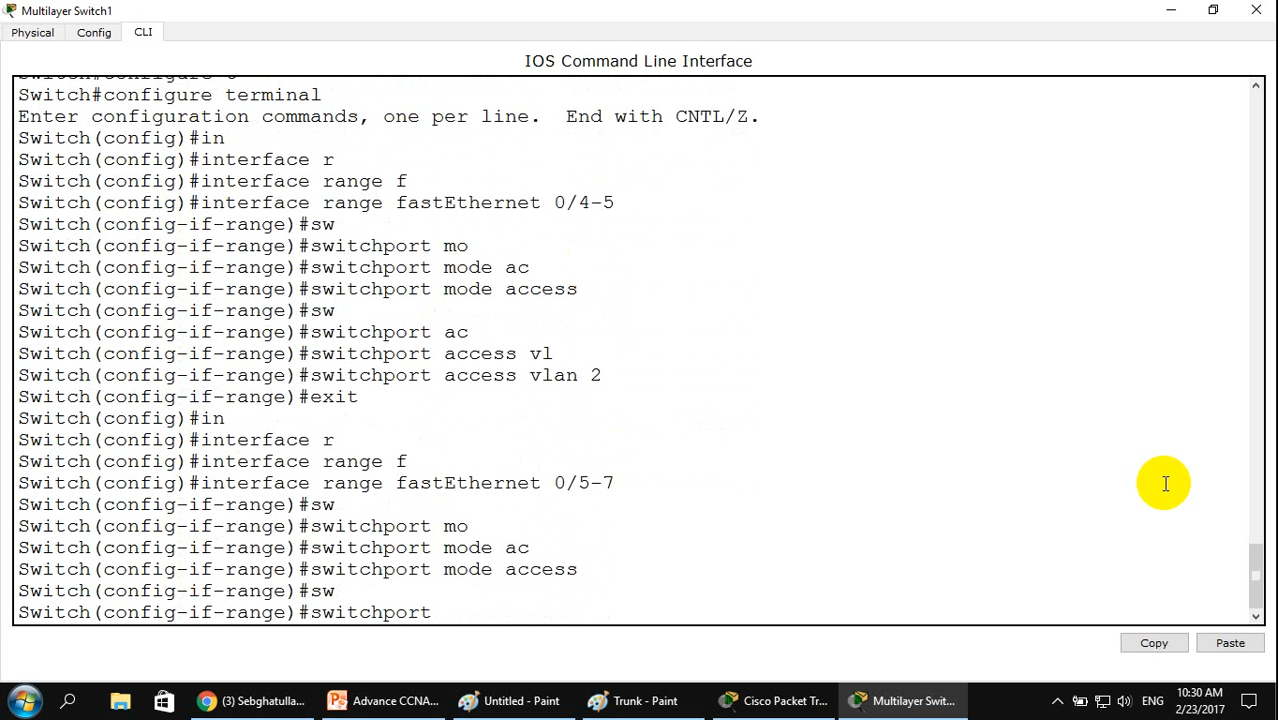 Multilayer Switch1
Physical Config CLI
IOS Command Line Interface
Switch#configure terminal
Enter configuration commands, one per line.  End with CNTL/Z.
Switch(config)#in
Switch(config)#interface r
Switch(config)#interface range f
Switch(config)#interface range fastEthernet 0/4-5
Switch(config-if-range)#sw
Switch(config-if-range)#switchport mo
Switch(config-if-range)#switchport mode ac
Switch(config-if-range)#switchport mode access
Switch(config-if-range)#sw
Switch(config-if-range)#switchport ac
Switch(config-if-range)#switchport access vl
Switch(config-if-range)#switchport access vlan 2
Switch(config-if-range)#exit
Switch(config)#in
Switch(config)#interface r
Switch(config)#interface range f
Switch(config)#interface range fastEthernet 0/5-7
Switch(config-if-range)#sw
Switch(config-if-range)#switchport mo
Switch(config-if-range)#switchport mode ac
Switch(config-if-range)#switchport mode access
Switch(config-if-range)#sw
Switch(config-if-range)#switchport
Copy Paste
(3) Sebghatulla... Advance CCNA... Untitled - Paint Trunk - Paint Cisco Packet Tr... Multilayer Swit... ENG 10:30 AM
2/23/2017